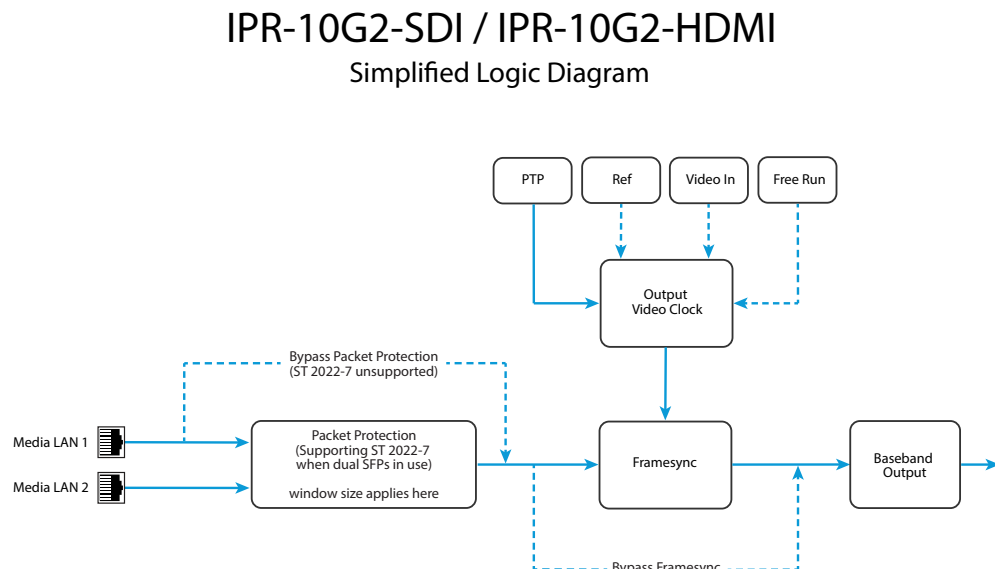 IPR-10G2-SDI / IPR-10G2-HDMI
Simplified Logic Diagram
PTP
Ref
Video In
Free Run
Output
Video Clock
Bypass Packet Protection
(ST 2022-7 unsupported)
Media LAN 1
Media LAN 2
Packet Protection
(Supporting ST 2022-7
when dual SFPs in use)
window size applies here
Framesync
Baseband
Output
Bypass Framesync